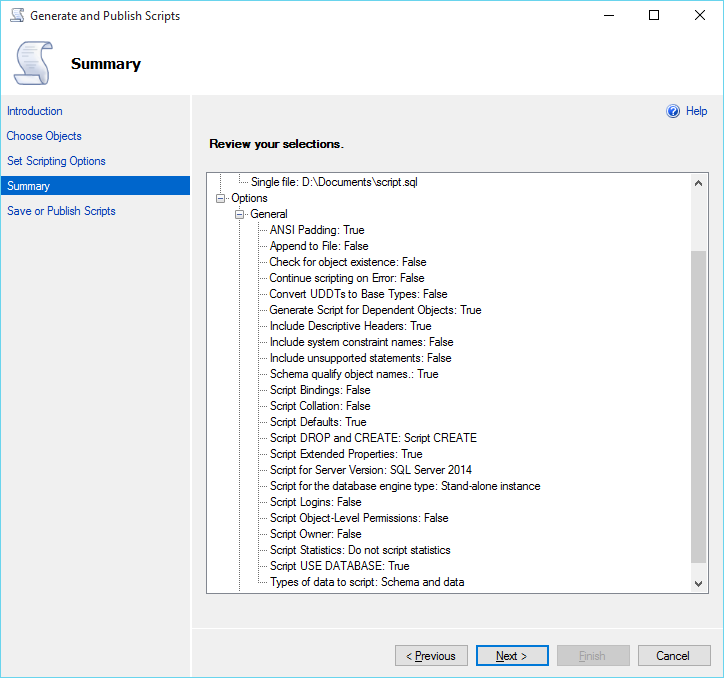 Generate and Publish Scripts
Summary
Introduction
Choose Objects
Set Scripting Options
Summary
Save or Publish Scripts
Help
Review your selections.
Single file: D:\Documents\script.sql
Options
General
ANSI Padding: True
Append to File: False
Check for object existence: False
Continue scripting on Error: False
Convert UDDTs to Base Types: False
Generate Script for Dependent Objects: True
Include Descriptive Headers: True
Include system constraint names: False
Include unsupported statements: False
Schema qualify object names.: True
Script Bindings: False
Script Collation: False
Script Defaults: True
Script DROP and CREATE: Script CREATE
Script Extended Properties: True
Script for Server Version: SQL Server 2014
Script for the database engine type: Stand-alone instance
Script Logins: False
Script Object-Level Permissions: False
Script Owner: False
Script Statistics: Do not script statistics
Script USE DATABASE: True
Types of data to script: Schema and data
< Previous
Next >
Finish
Cancel